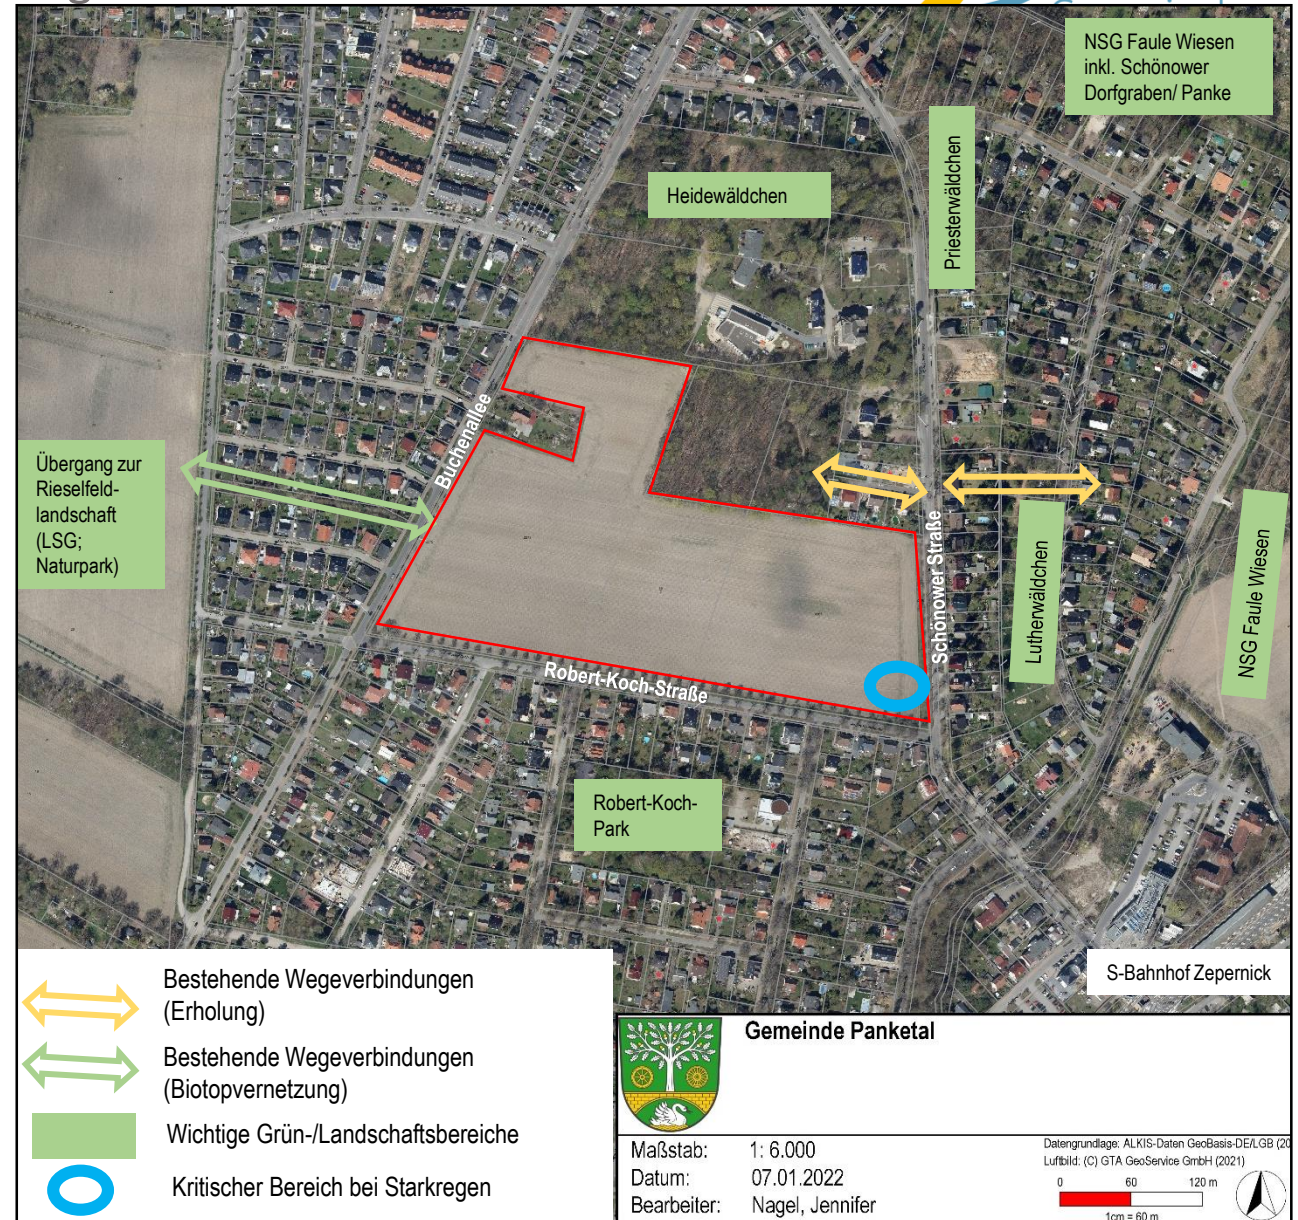 NSG Faule Wiesen
inkl. Schönower
Dorfgraben/ Panke
Priesterwäldchen
Heidewäldchen
Buchenallee
Übergang zur
Rieselfeld-
landschaft
(LSG;
Naturpark)
Schönower Straße
Lutherwäldchen
NSG Faule Wiesen
Robert-Koch-Straße
Robert-Koch-
Park
S-Bahnhof Zepernick
Bestehende Wegeverbindungen
(Erholung)
Bestehende Wegeverbindungen
(Biotopvernetzung)
Wichtige Grün-/Landschaftsbereiche
Kritischer Bereich bei Starkregen
Gemeinde Panketal
Maßstab: 1: 6.000
Datum: 07.01.2022
Bearbeiter: Nagel, Jennifer
Datengrundlage: ALKIS-Daten GeoBasis-DE/LGB (20
Luftbild: (C) GTA GeoService GmbH (2021)
0 60 120 m
1cm = 60 m